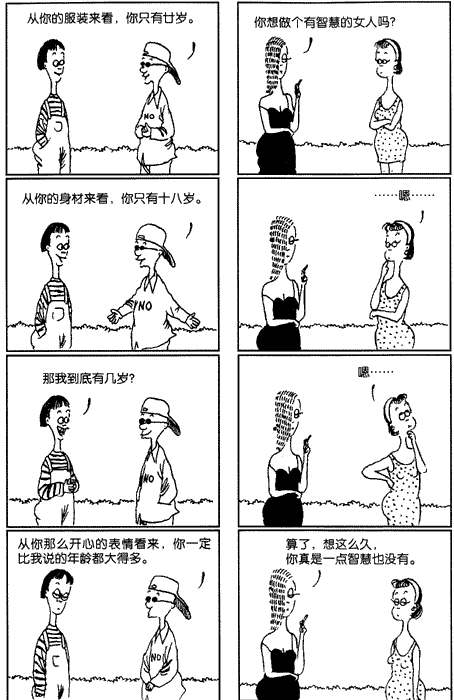 从你的服装来看，你只有廿岁。
NO
从你的身材来看，你只有十八岁。
NO
那我到底有几岁？
NO
从你那么开心的表情看来，你一定
比我说的年龄都大得多。
NO
你想做个有智慧的女人吗？
……嗯
嗯……
算了，想这么久，
你真是一点智慧也没有。